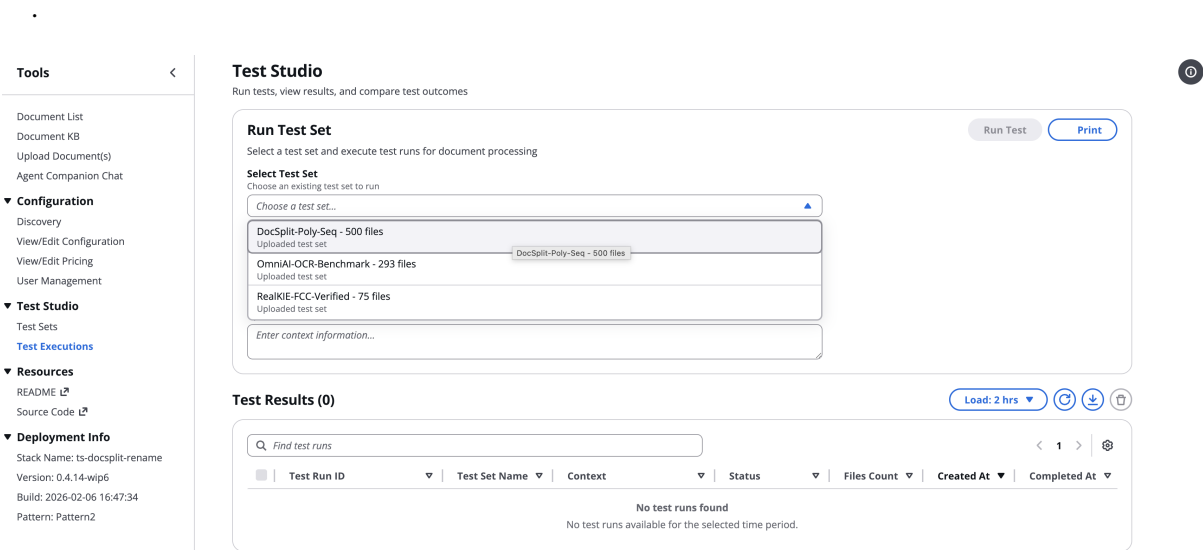 Tools
Document List
Document KB
Upload Document(s)
Agent Companion Chat
Configuration
Discovery
View/Edit Configuration
View/Edit Pricing
User Management
Test Studio
Test Sets
Test Executions
Resources
README
Source Code
Deployment Info
Stack Name: ts-docsplit-rename
Version: 0.4.14-wip6
Build: 2026-02-06 16:47:34
Pattern: Pattern2
Test Studio
Run tests, view results, and compare test outcomes
Run Test Set
Run Test
Print
Select a test set and execute test runs for document processing
Select Test Set
Choose an existing test set to run
Choose a test set...
DocSplit-Poly-Seq - 500 files
Uploaded test set
DocSplit-Poly-Seq - 500 files
OmniAI-OCR-Benchmark - 293 files
Uploaded test set
RealKIE-FCC-Verified - 75 files
Uploaded test set
Enter context information...
Test Results (0)
Load: 2 hrs
Find test runs
1
Test Run ID Test Set Name Context Status Files Count Created At Completed At
No test runs found
No test runs available for the selected time period.